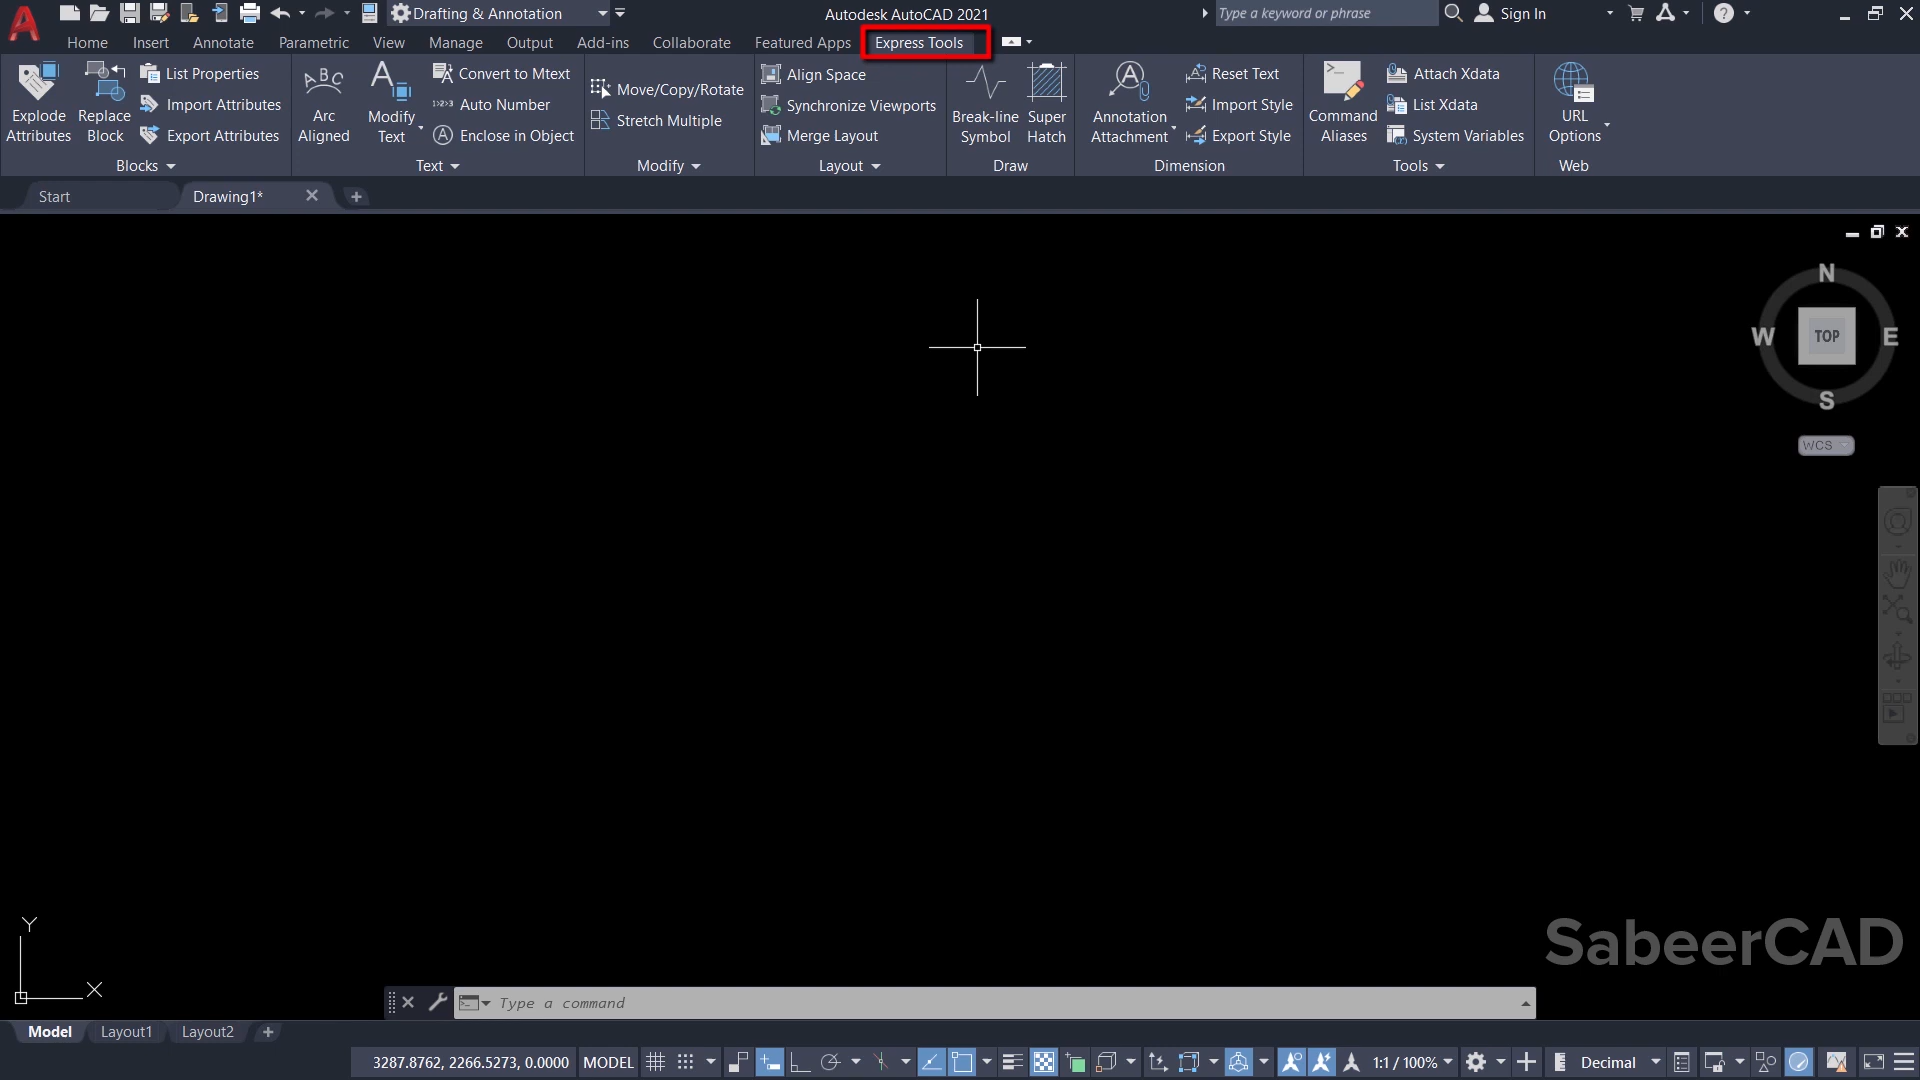 Drafting & Annotation
Autodesk AutoCAD 2021
Type a keyword or phrase
Sign In
Home Insert Annotate Parametric View Manage Output Add-ins Collaborate Featured Apps Express Tools
Explode Attributes
Replace Block
List Properties
Import Attributes
Export Attributes
Blocks
ABC
Arc Aligned
Modify Text
Convert to Mtext
Auto Number
Enclose in Object
Text
Move/Copy/Rotate
Stretch Multiple
Modify
Align Space
Synchronize Viewports
Merge Layout
Layout
Break-line Symbol
Super Hatch
Draw
Annotation Attachment
Reset Text
Import Style
Export Style
Dimension
Command Aliases
Attach Xdata
List Xdata
System Variables
Tools
URL Options
Web
Start
Drawing1*
N
W
TOP
E
S
WCS
Y
X
SabeerCAD
Type a command
Model Layout1 Layout2
3287.8762, 2266.5273, 0.0000 MODEL 1:1 / 100% Decimal